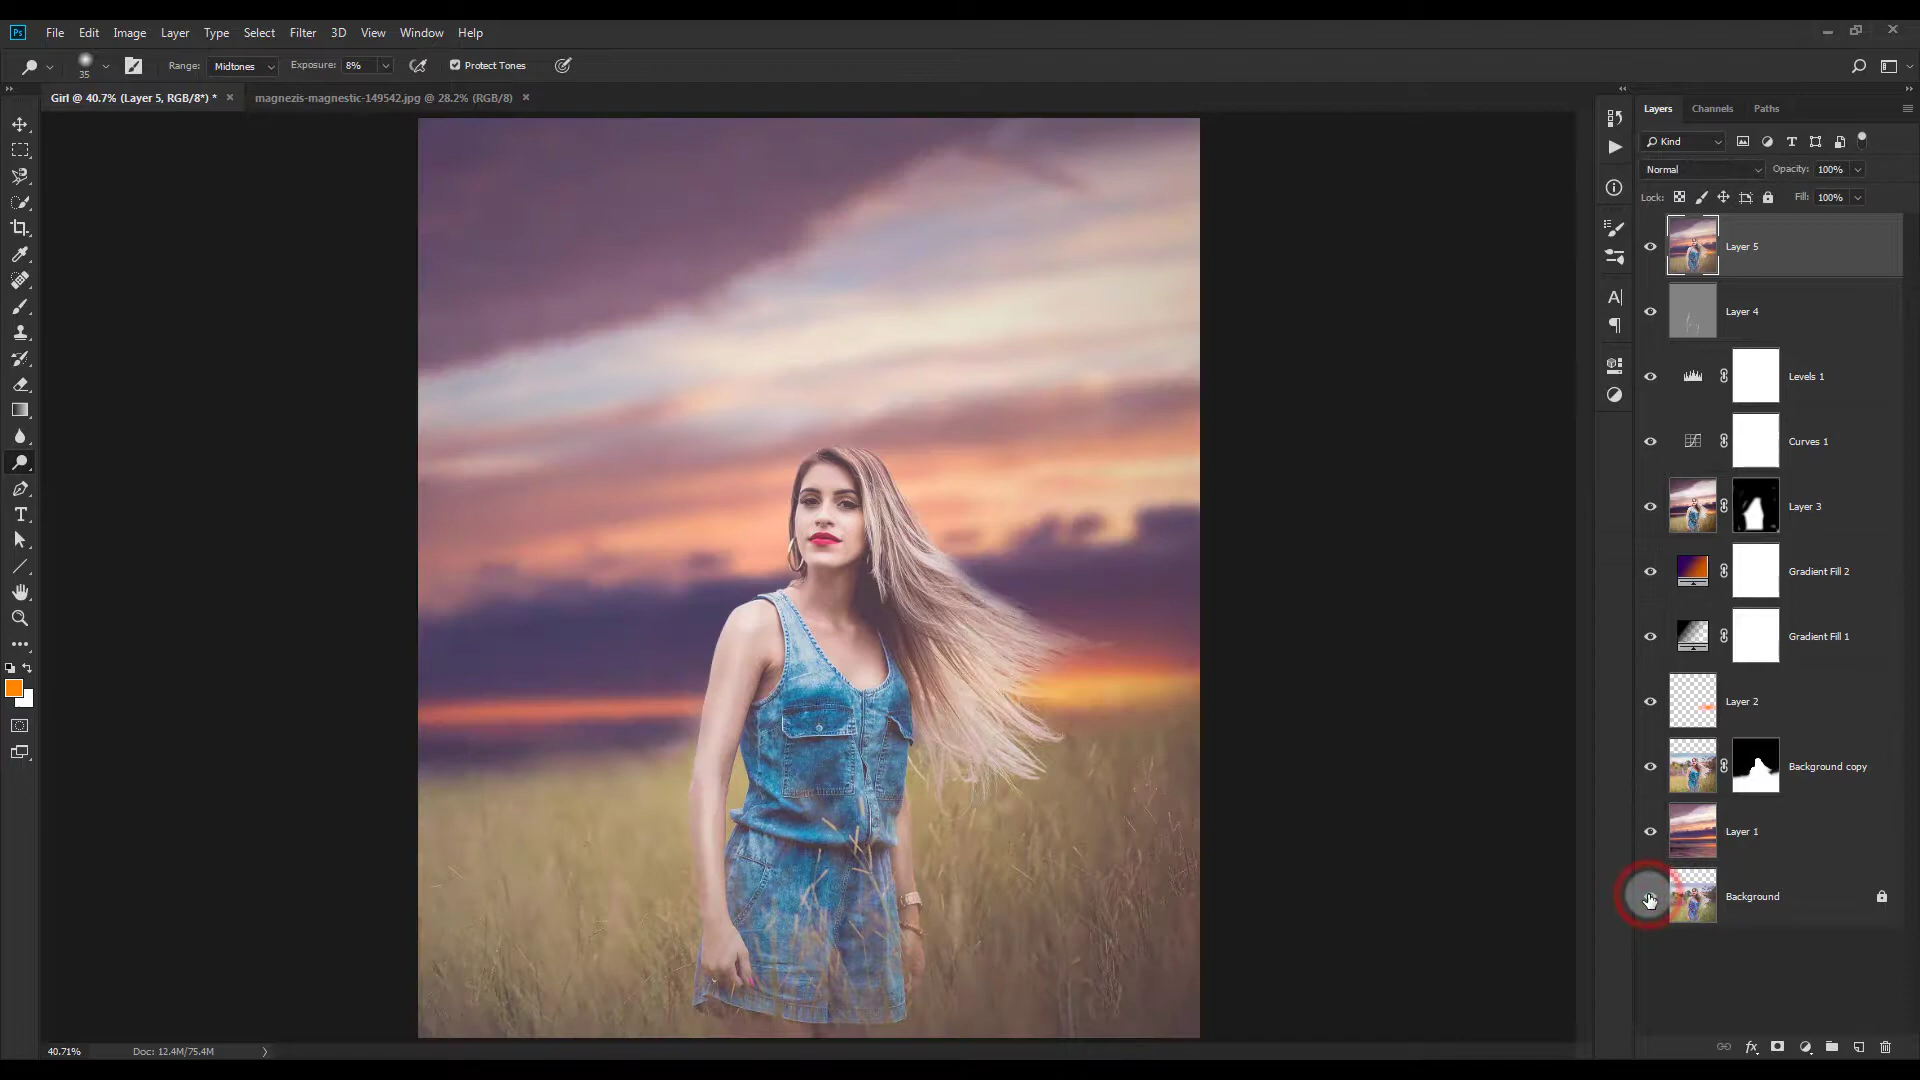 Ps File Edit Image Layer Type Select Filter 3D View Window Help
35 Range: Midtones Exposure: 8% Protect Tones
Girl @ 40.7% (Layer 5, RGB/8*) * × magnezis-magnestic-149542.jpg @ 28.2% (RGB/8) ×
Layers Channels Paths
Kind
Normal Opacity: 100%
Lock: Fill: 100%
Layer 5
Layer 4
Levels 1
Curves 1
Layer 3
Gradient Fill 2
Gradient Fill 1
Layer 2
Background copy
Layer 1
Background
40.71% Doc: 12.4M/75.4M